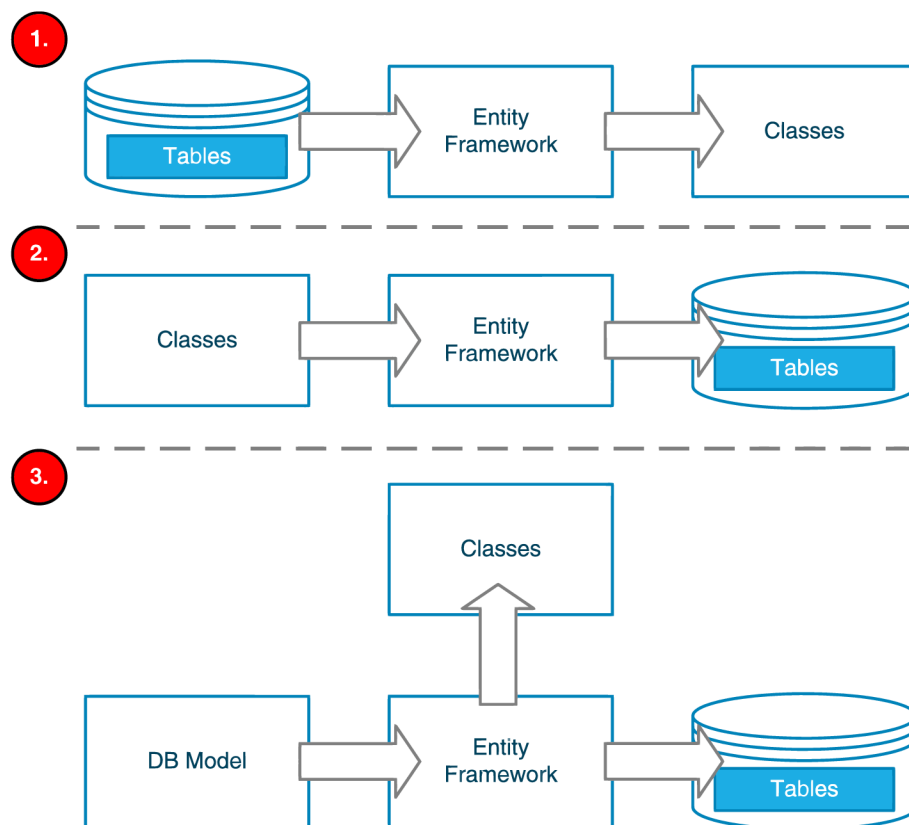 1.
Tables
Entity
Framework
Classes
2.
Classes
Entity
Framework
Tables
3.
Classes
DB Model
Entity
Framework
Tables